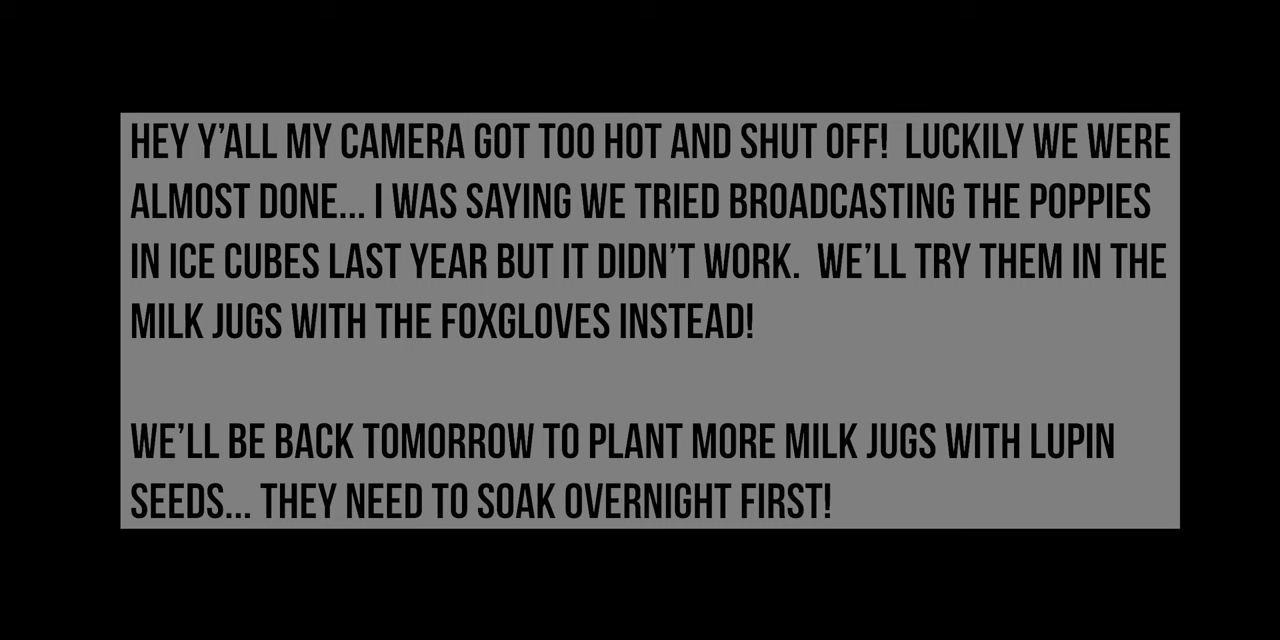 HEY Y'ALL MY CAMERA GOT TOO HOT AND SHUT OFF! LUCKILY WE WERE
ALMOST DONE... I WAS SAYING WE TRIED BROADCASTING THE POPPIES
IN ICE CUBES LAST YEAR BUT IT DIDN'T WORK. WE'LL TRY THEM IN THE
MILK JUGS WITH THE FOXGLOVES INSTEAD!
WE'LL BE BACK TOMORROW TO PLANT MORE MILK JUGS WITH LUPIN
SEEDS... THEY NEED TO SOAK OVERNIGHT FIRST!